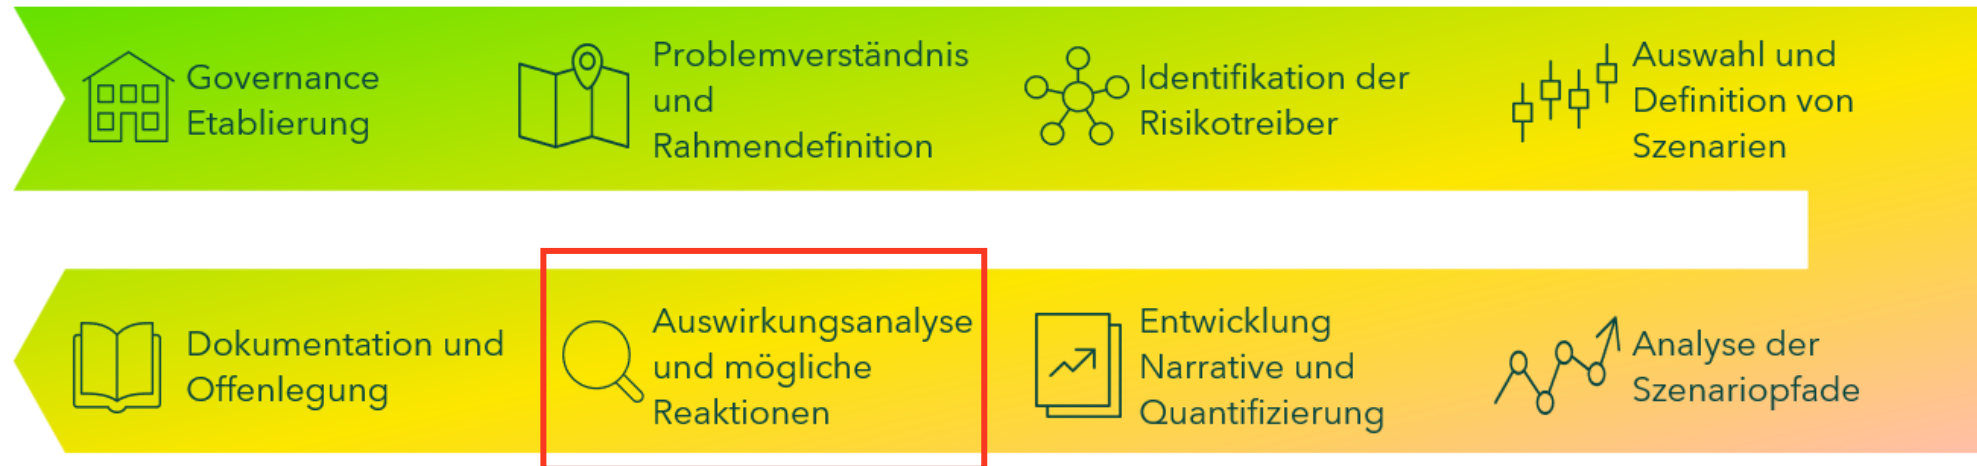 Governance
Etablierung
Problemverständnis
und
Rahmendefinition
Identifikation der
Risikotreiber
Auswahl und
Definition von
Szenarien
Dokumentation und
Offenlegung
Auswirkungsanalyse
und mögliche
Reaktionen
Entwicklung
Narrative und
Quantifizierung
Analyse der
Szenariopfade